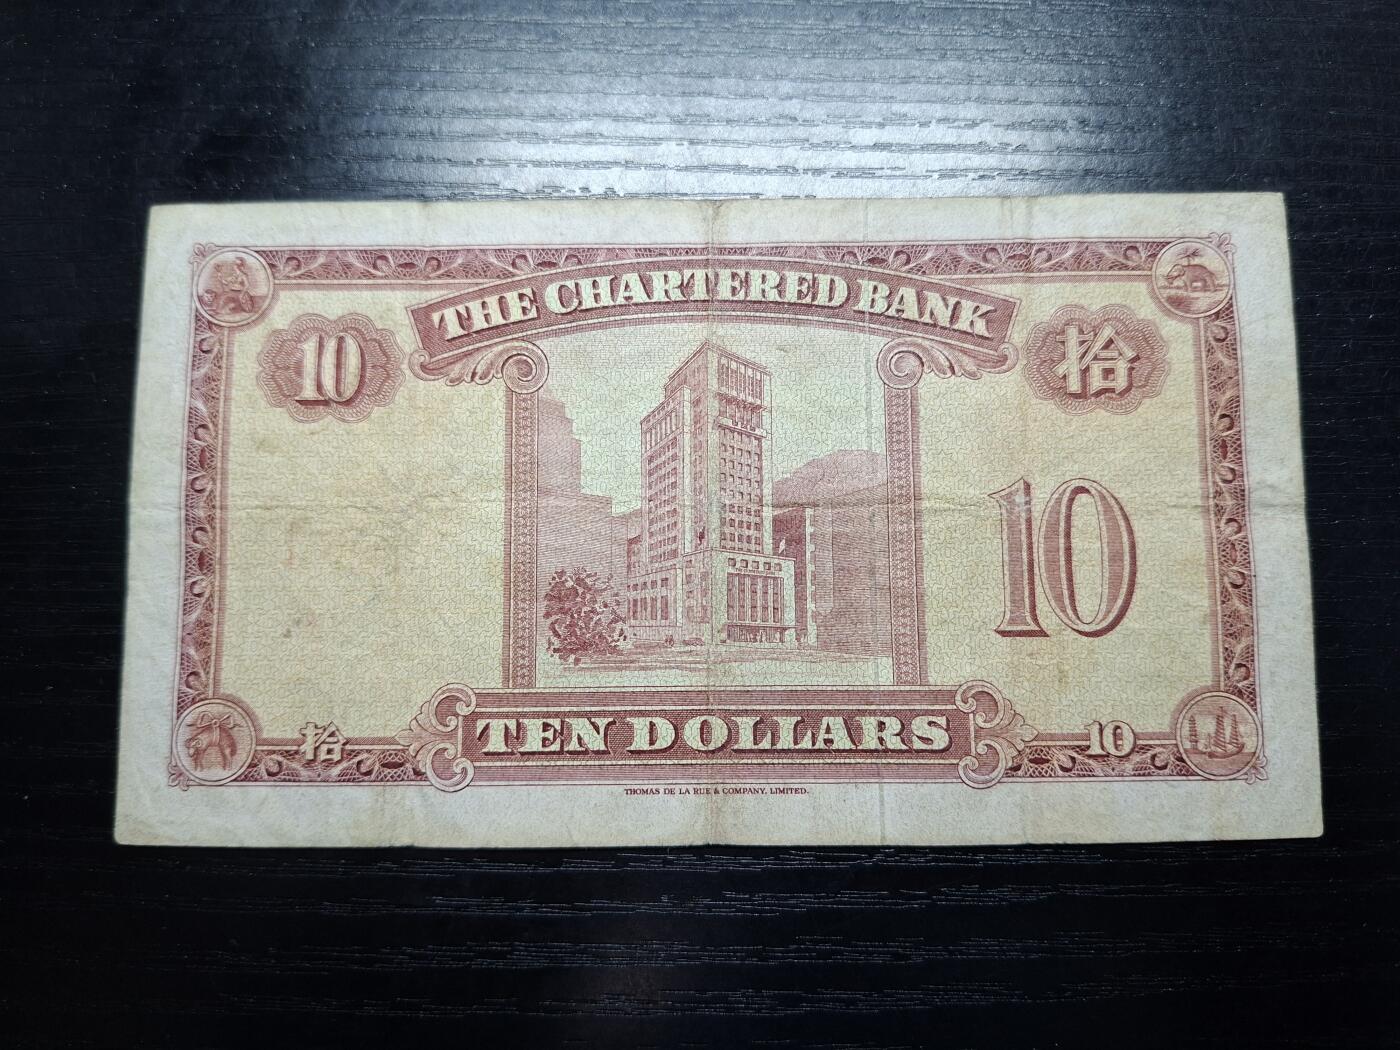 THE CHARTERED BANK
10
拾
10
TEN DOLLARS
拾
10
THOMAS DE LA RUE & COMPANY, LIMITED.